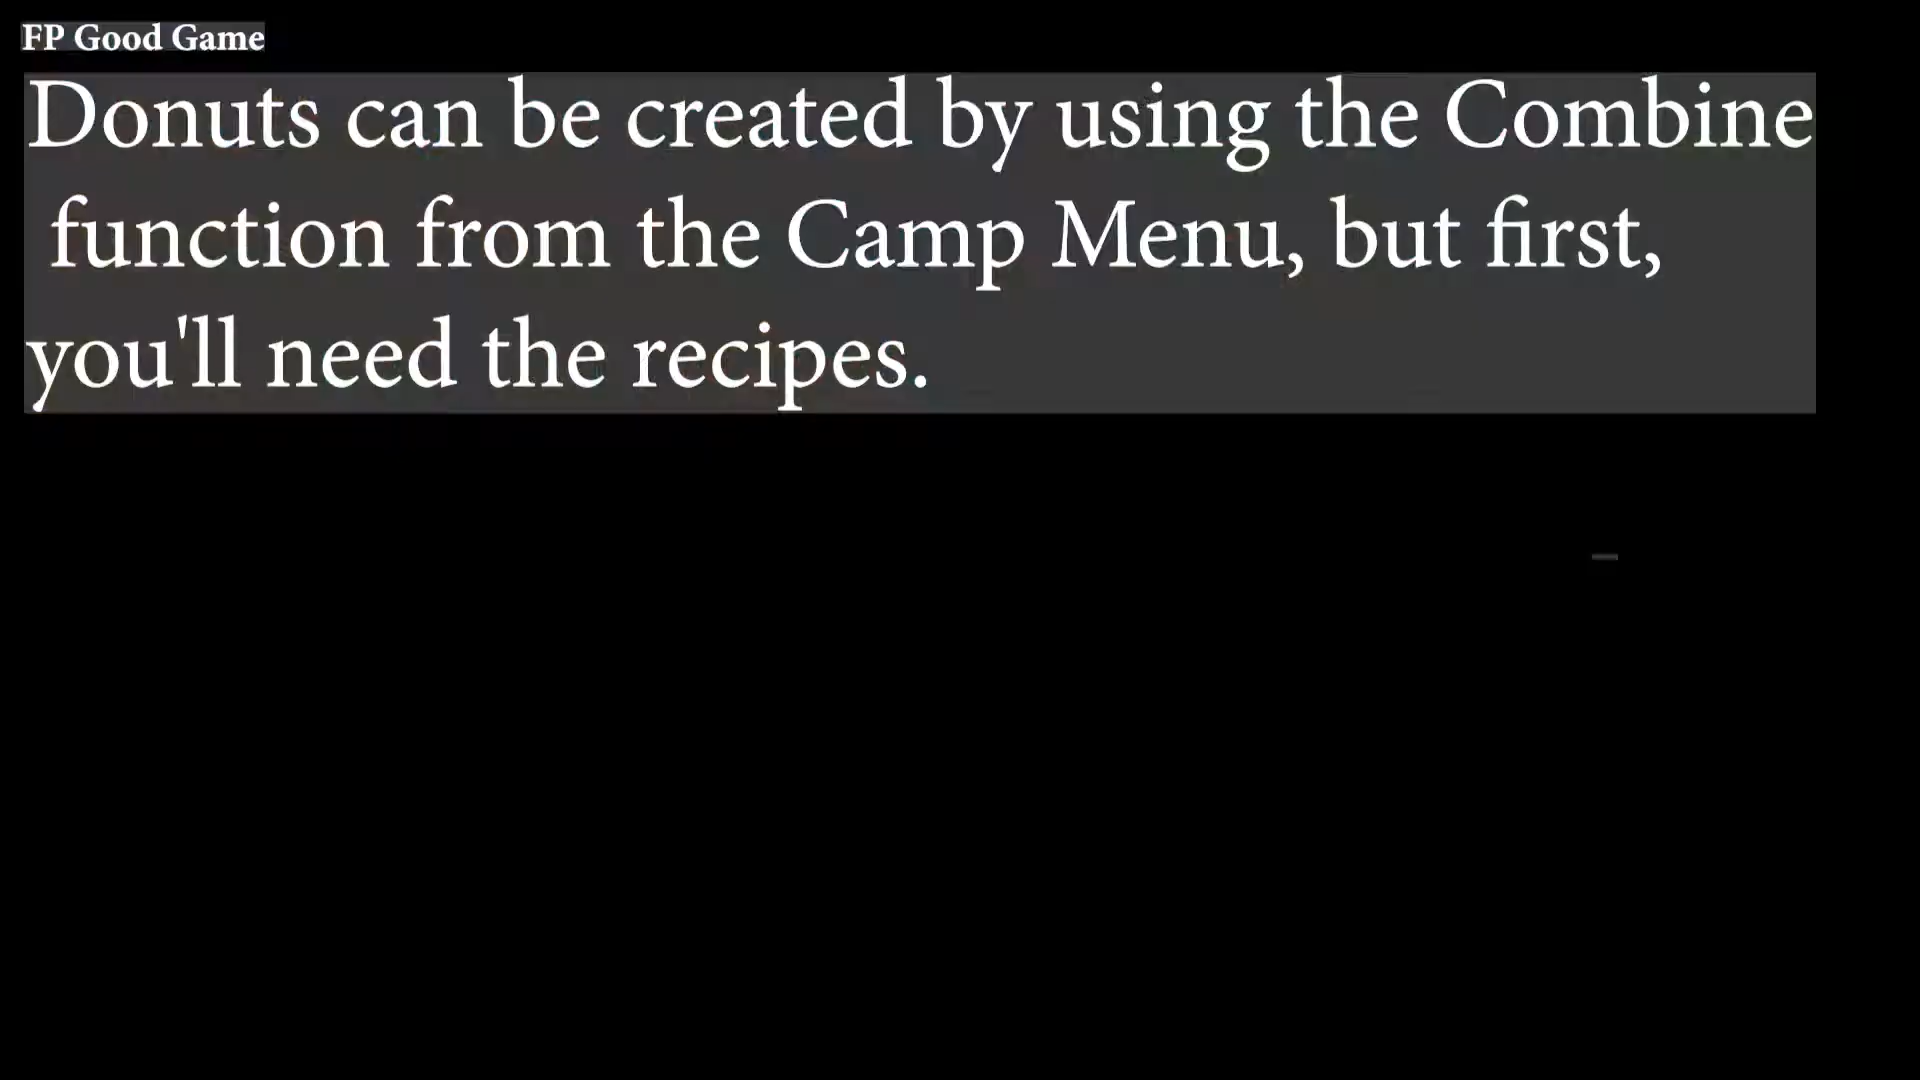 FP Good Game
Donuts can be created by using the Combine
function from the Camp Menu, but first,
you'll need the recipes.